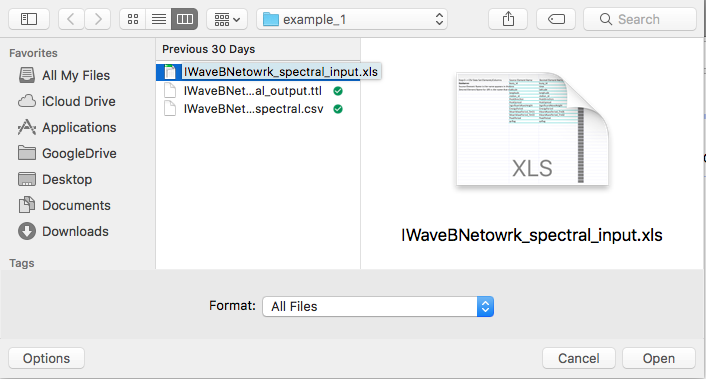 example_1
Search
Favorites
All My Files
iCloud Drive
Applications
GoogleDrive
Desktop
Documents
Downloads
Tags
Previous 30 Days
IWaveBNetowrk_spectral_input.xls
IWaveBNet...al_output.ttl
IWaveBNet...spectral.csv
XLS
IWaveBNetowrk_spectral_input.xls
Format:
All Files
Options
Cancel
Open